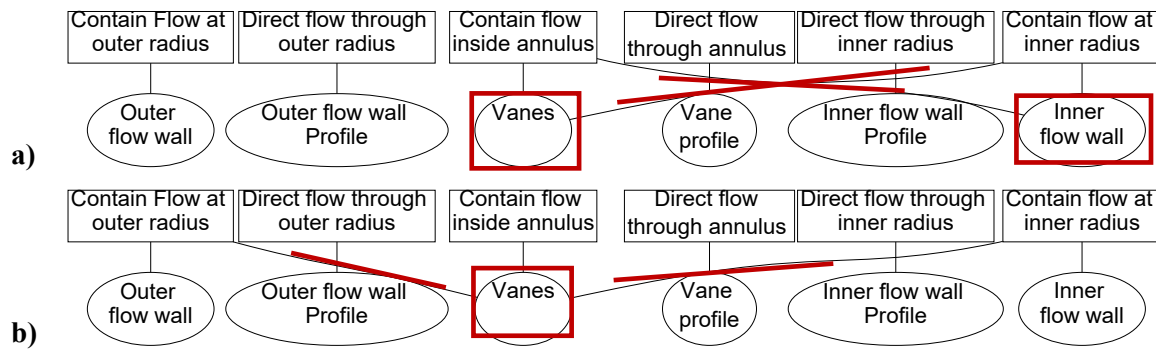 Contain Flow at
outer radius
Direct flow through
outer radius
Contain flow
inside annulus
Direct flow
through annulus
Direct flow through
inner radius
Contain flow at
inner radius
Outer
flow wall
Outer flow wall
Profile
Vanes
Vane
profile
Inner flow wall
Profile
Inner
flow wall
a)
Contain Flow at
outer radius
Direct flow through
outer radius
Contain flow
inside annulus
Direct flow
through annulus
Direct flow through
inner radius
Contain flow at
inner radius
Outer
flow wall
Outer flow wall
Profile
Vanes
Vane
profile
Inner flow wall
Profile
Inner
flow wall
b)